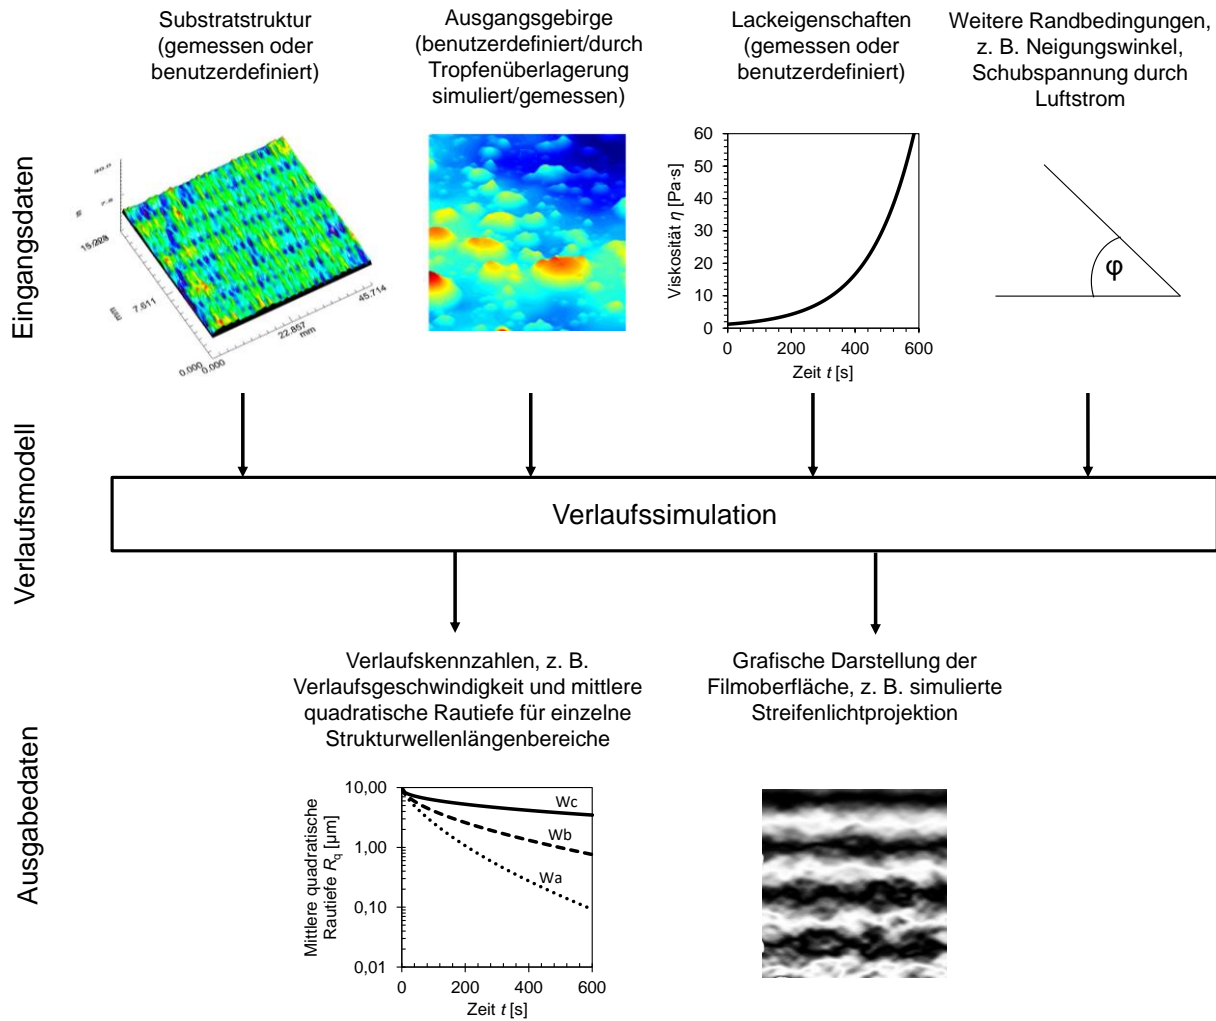 Substratstruktur
(gemessen oder
benutzerdefiniert)
Ausgangsgebirge
(benutzerdefiniert/durch
Tropfenüberlagerung
simuliert/gemessen)
Lackeigenschaften
(gemessen oder
benutzerdefiniert)
Weitere Randbedingungen,
z. B. Neigungswinkel,
Schubspannung durch
Luftstrom
Eingangsdaten
7.611
mm
0.000
0.000
22.857
mm
45.714
Viskosität η [Pa·s]
60
50
40
30
20
10
0
0
200
400
600
Zeit t [s]
φ
Verlaufsmodell
Verlaufssimulation
Ausgabedaten
Verlaufskennzahlen, z. B.
Verlaufsgeschwindigkeit und mittlere
quadratische Rautiefe für einzelne
Strukturwellenlängenbereiche
Grafische Darstellung der
Filmoberfläche, z. B. simulierte
Streifenlichtprojektion
Mittlere quadratische
Rautiefe Rq [µm]
10,00
1,00
0,10
0,01
Wc
Wb
Wa
0
200
400
600
Zeit t [s]